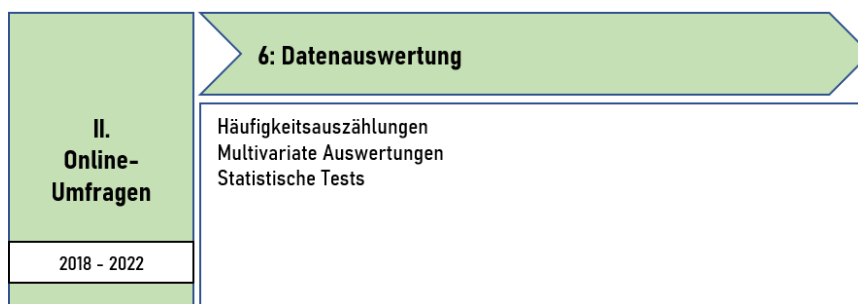 6: Datenauswertung
II.
Online-
Umfragen
2018 - 2022
Häufigkeitsauszählungen
Multivariate Auswertungen
Statistische Tests